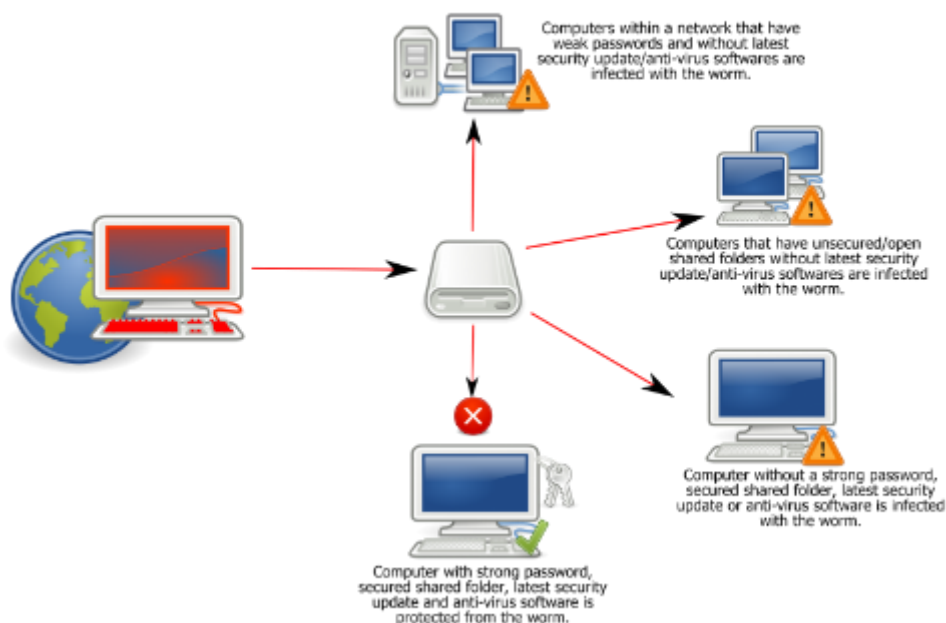 Computers within a network that have
weak passwords and without latest
security update/anti-virus softwares are
infected with the worm.
Computers that have unsecured/open
shared folders without latest security
update/anti-virus softwares are infected
with the worm.
Computer without a strong password,
secured shared folder, latest security
update or anti-virus software is infected
with the worm.
Computer with strong password,
secured shared folder, latest security
update and anti-virus software is
protected from the worm.